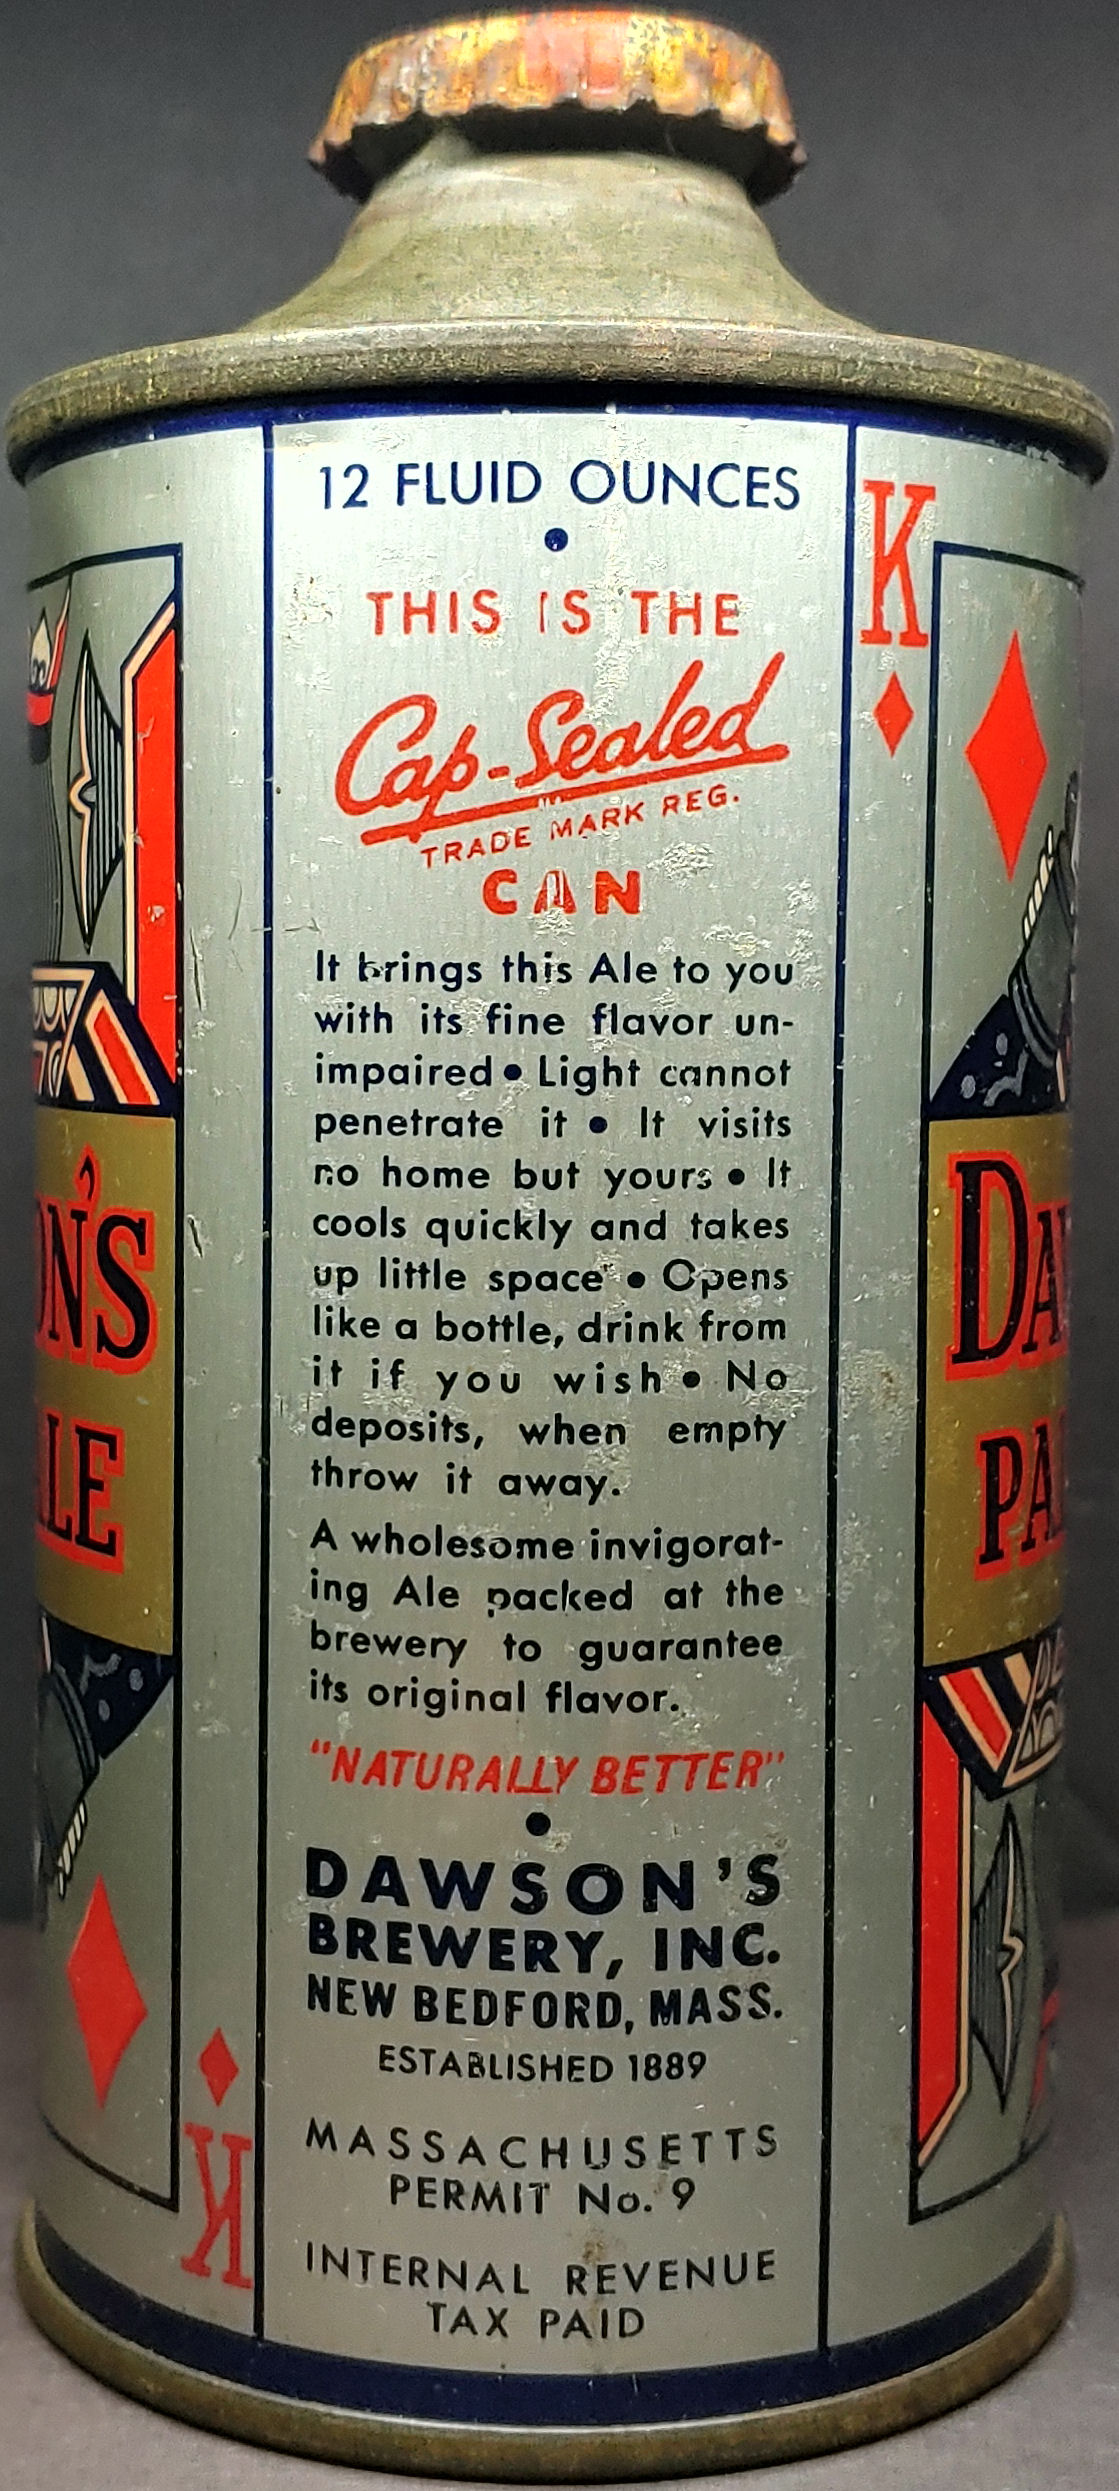 12 FLUID OUNCES
•
THIS IS THE
Cap-Sealed
TRADE MARK REG.
CAN
It brings this Ale to you
with its fine flavor un-
impaired • Light cannot
penetrate it • It visits
no home but yours • It
cools quickly and takes
up little space • Opens
like a bottle, drink from
it if you wish • No
deposits, when empty
throw it away.
A wholesome invigorat-
ing Ale packed at the
brewery to guarantee
its original flavor.
"NATURALLY BETTER"
•
DAWSON'S
BREWERY, INC.
NEW BEDFORD, MASS.
ESTABLISHED 1889
MASSACHUSETTS
PERMIT No. 9
INTERNAL REVENUE
TAX PAID
ON'S
LE
K
K
DA
PA